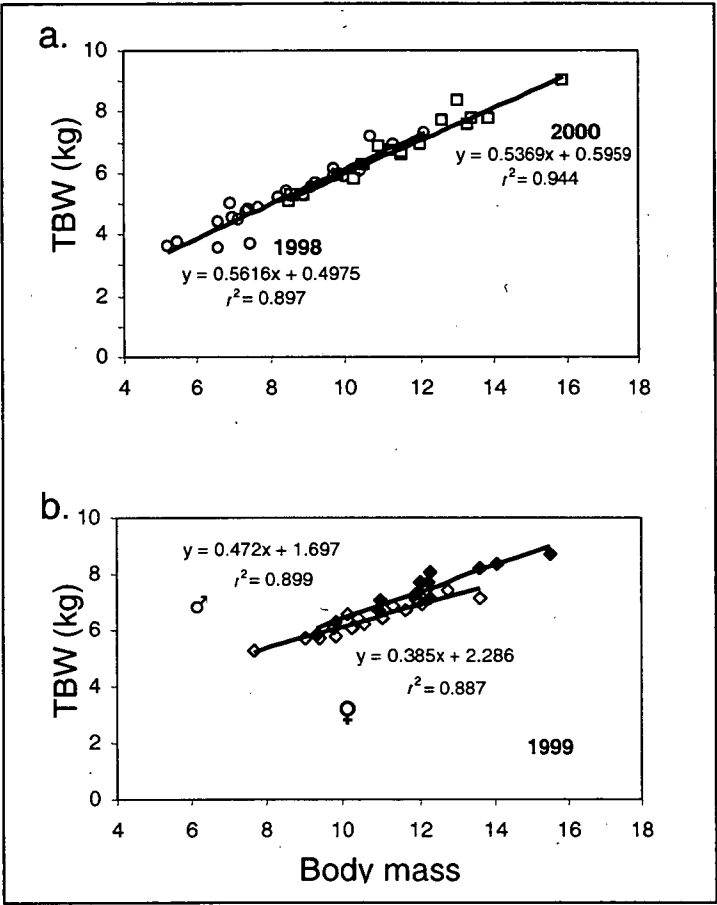 a.
10
8
6
4
2
0
TBW (kg)
2000
y = 0.5369x + 0.5959
r² = 0.944
1998
y = 0.5616x + 0.4975
r² = 0.897
4 6 8 10 12 14 16 18
b.
10
8
6
4
2
0
TBW (kg)
y = 0.472x + 1.697
r² = 0.899
♂
y = 0.385x + 2.286
r² = 0.887
♀
1999
4 6 8 10 12 14 16 18
Body mass